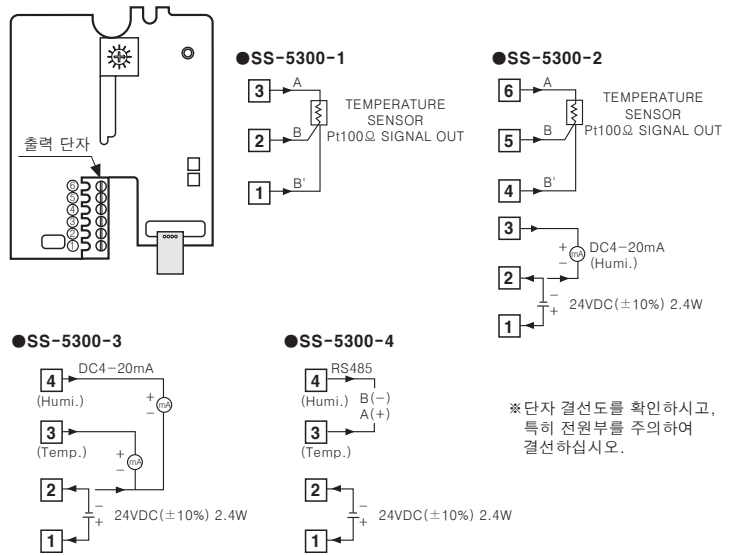 출력 단자
⑥
⑤
④
③
②
①
●SS-5300-1
3
A
2
B
1
B'
TEMPERATURE
SENSOR
Pt100Ω SIGNAL OUT
●SS-5300-2
6
A
5
B
4
B'
TEMPERATURE
SENSOR
Pt100Ω SIGNAL OUT
3
+
mA
−
DC4-20mA
(Humi.)
2
−
+
24VDC(±10%) 2.4W
1
●SS-5300-3
4
DC4-20mA
(Humi.)
+
mA
−
3
(Temp.)
+
mA
−
2
−
+
24VDC(±10%) 2.4W
1
●SS-5300-4
4
RS485
(Humi.)
B(−)
A(+)
3
(Temp.)
2
−
+
24VDC(±10%) 2.4W
1
※단자 결선도를 확인하시고,
특히 전원부를 주의하여
결선하십시오.